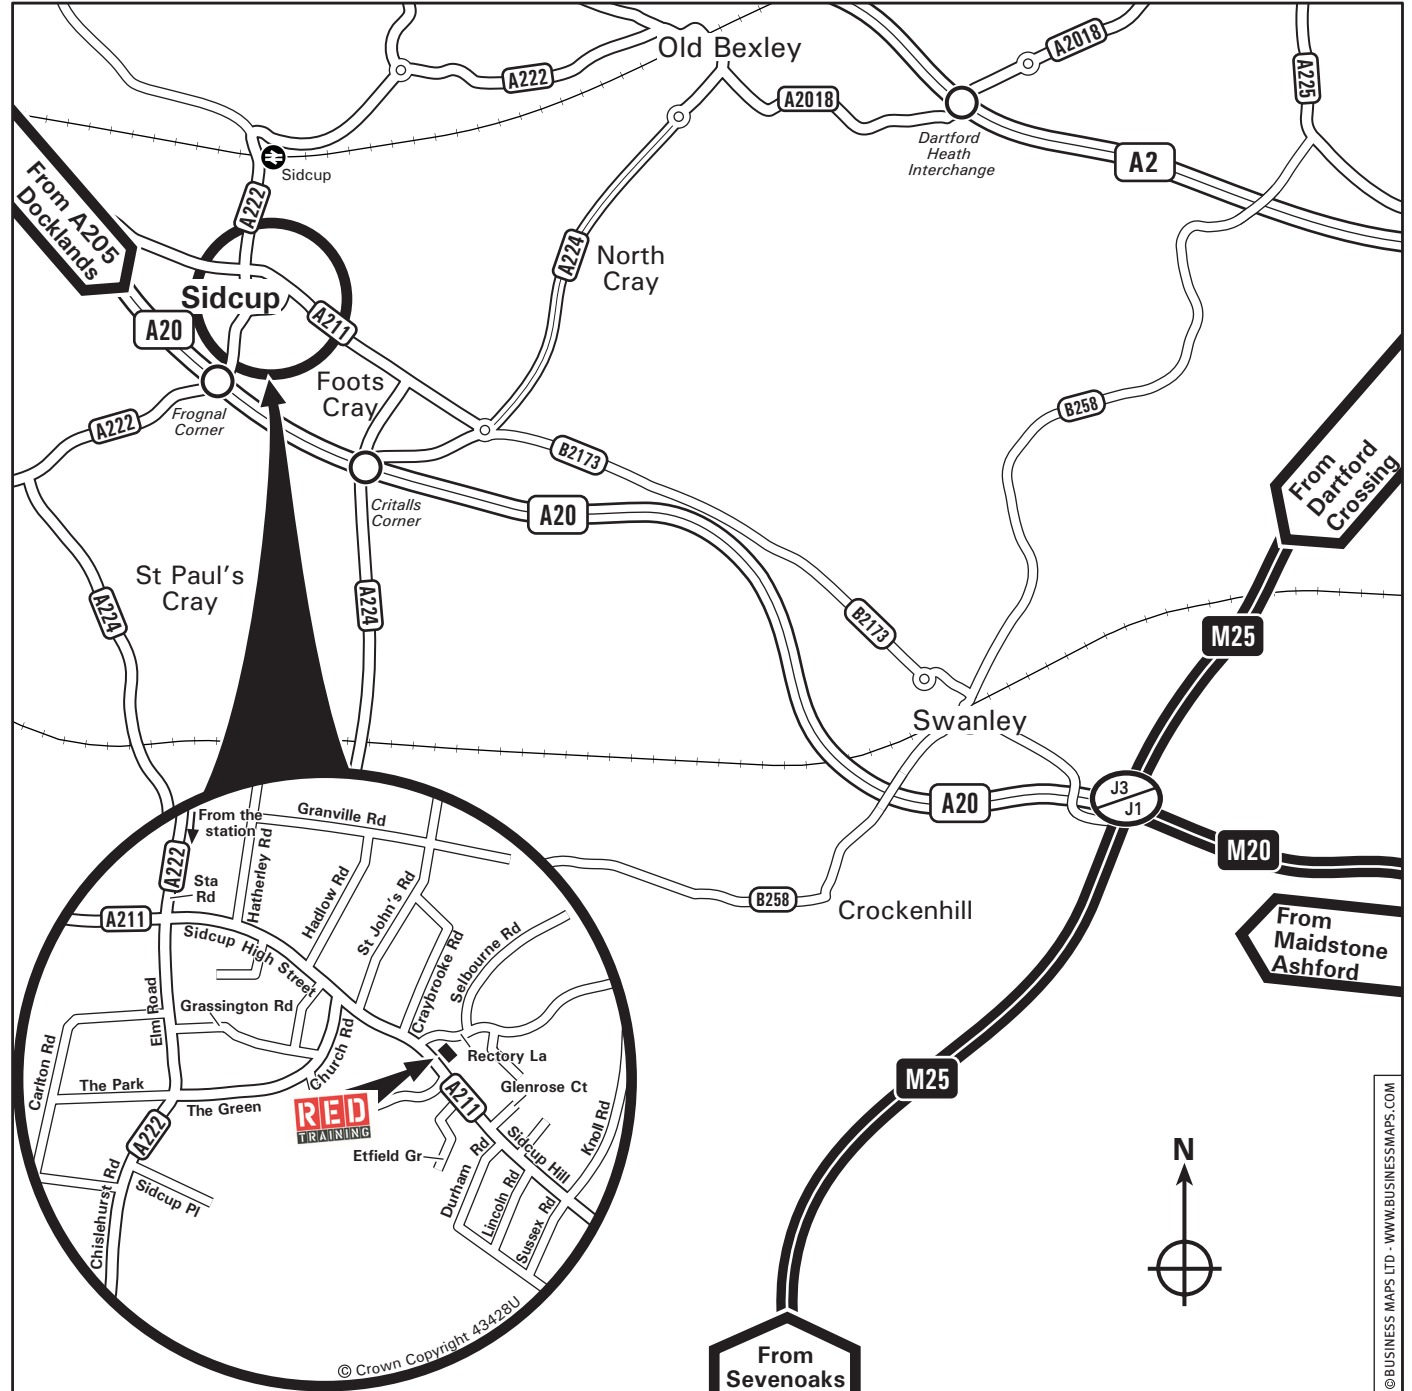 Old Bexley
A222
A2018
A2018
A225
Dartford
Heath
Interchange
A2
Sidcup
From A205
Docklands
A222
A224
North
Cray
Sidcup
A20
A211
Foots
Cray
Frognal
Corner
A222
B258
B2173
From
Dartford
Crossing
Critalls
Corner
A20
St Paul's
Cray
A224
A224
B2173
M25
Swanley
J3
J1
A20
M20
B258
Crockenhill
From
Maidstone
Ashford
M25
From the
station
Granville Rd
Hatherley Rd
A222
Sta
Rd
Hadlow Rd
St John's Rd
A211
Sidcup High Street
Craybrooke Rd
Selbourne Rd
Elm Road
Grassington Rd
Carlton Rd
Church Rd
Rectory La
The Park
The Green
Glenrose Ct
RED
TRAINING
A211
Knoll Rd
A222
Etfield Gr
Durham Rd
Sidcup Hill
Chislehurst Rd
Sidcup Pl
Lincoln Rd
Sussex Rd
© Crown Copyright 43428U
N
From
Sevenoaks
© BUSINESS MAPS LTD - WWW.BUSINESSMAPS.COM